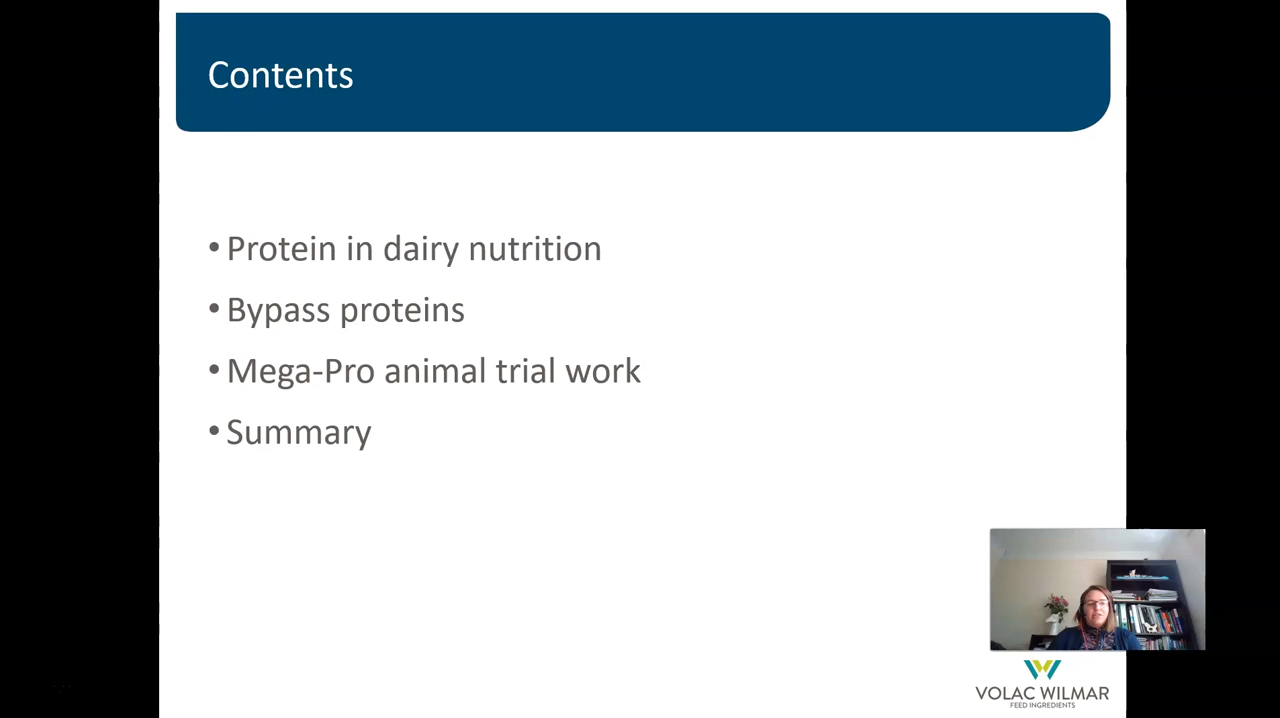 Contents
• Protein in dairy nutrition
• Bypass proteins
• Mega-Pro animal trial work
• Summary
VOLAC WILMAR
FEED INGREDIENTS